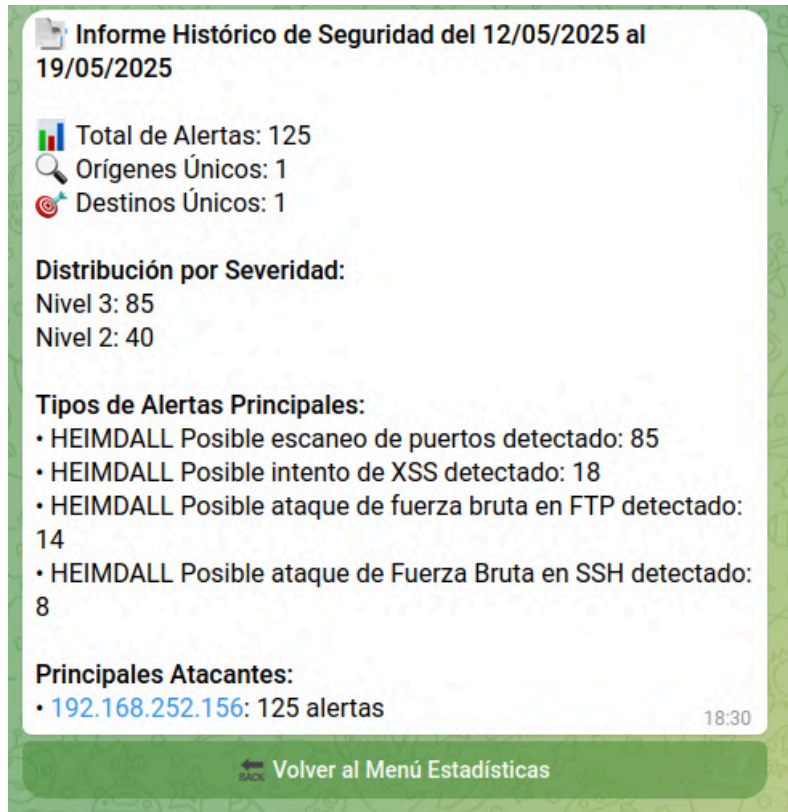 Informe Histórico de Seguridad del 12/05/2025 al
19/05/2025
Total de Alertas: 125
Orígenes Únicos: 1
Destinos Únicos: 1
Distribución por Severidad:
Nivel 3: 85
Nivel 2: 40
Tipos de Alertas Principales:
• HEIMDALL Posible escaneo de puertos detectado: 85
• HEIMDALL Posible intento de XSS detectado: 18
• HEIMDALL Posible ataque de fuerza bruta en FTP detectado:
14
• HEIMDALL Posible ataque de Fuerza Bruta en SSH detectado:
8
Principales Atacantes:
• 192.168.252.156: 125 alertas
18:30
BACK Volver al Menú Estadísticas